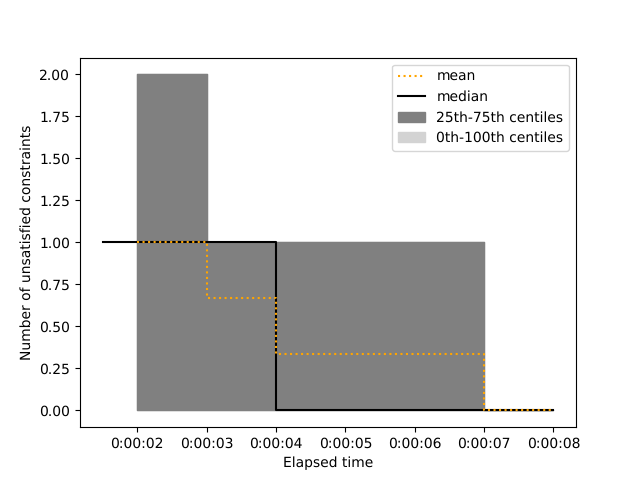 mean
median
25th-75th centiles
0th-100th centiles
2.00
1.75
1.50
1.25
1.00
0.75
0.50
0.25
0.00
Number of unsatisfied constraints
0:00:02 0:00:03 0:00:04 0:00:05 0:00:06 0:00:07 0:00:08
Elapsed time